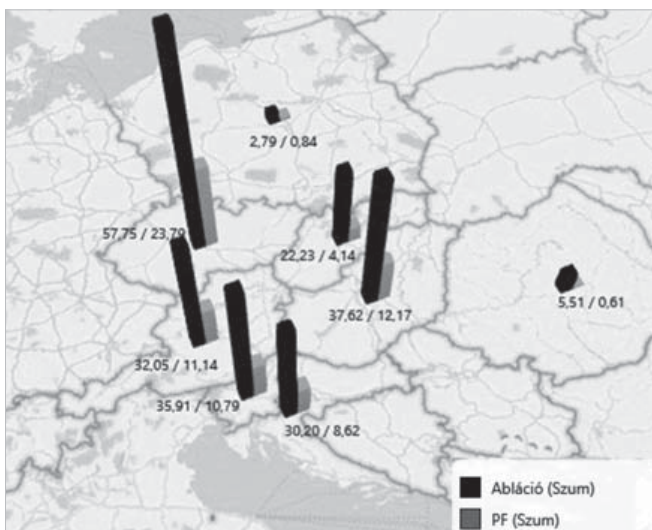 2,79 / 0,84
57,75 / 23,79
22,23 / 4,14
5,51 / 0,61
37,62 / 12,17
32,05 / 11,14
35,91 / 10,79
30,20 / 8,62
Abláció (Szum)
PF (Szum)